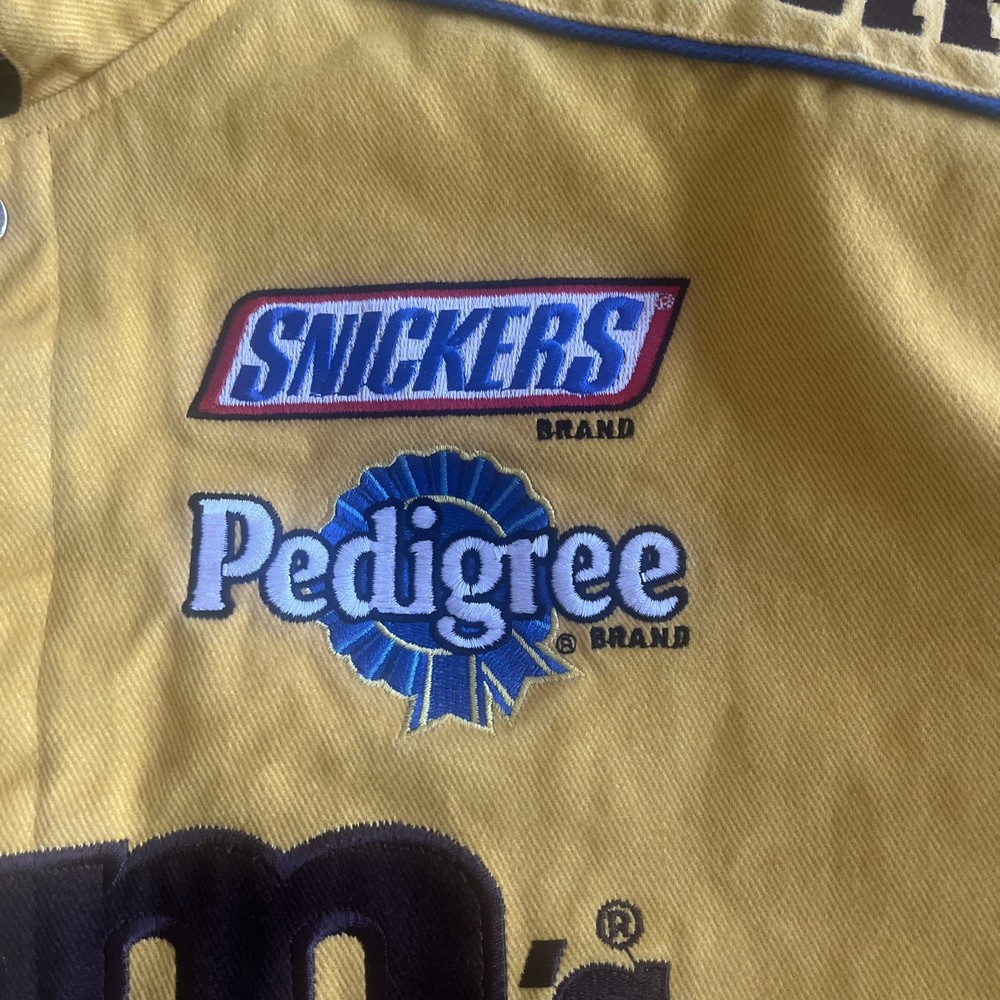 SNICKERS
BRAND
Pedigree
® BRAND
®
m's